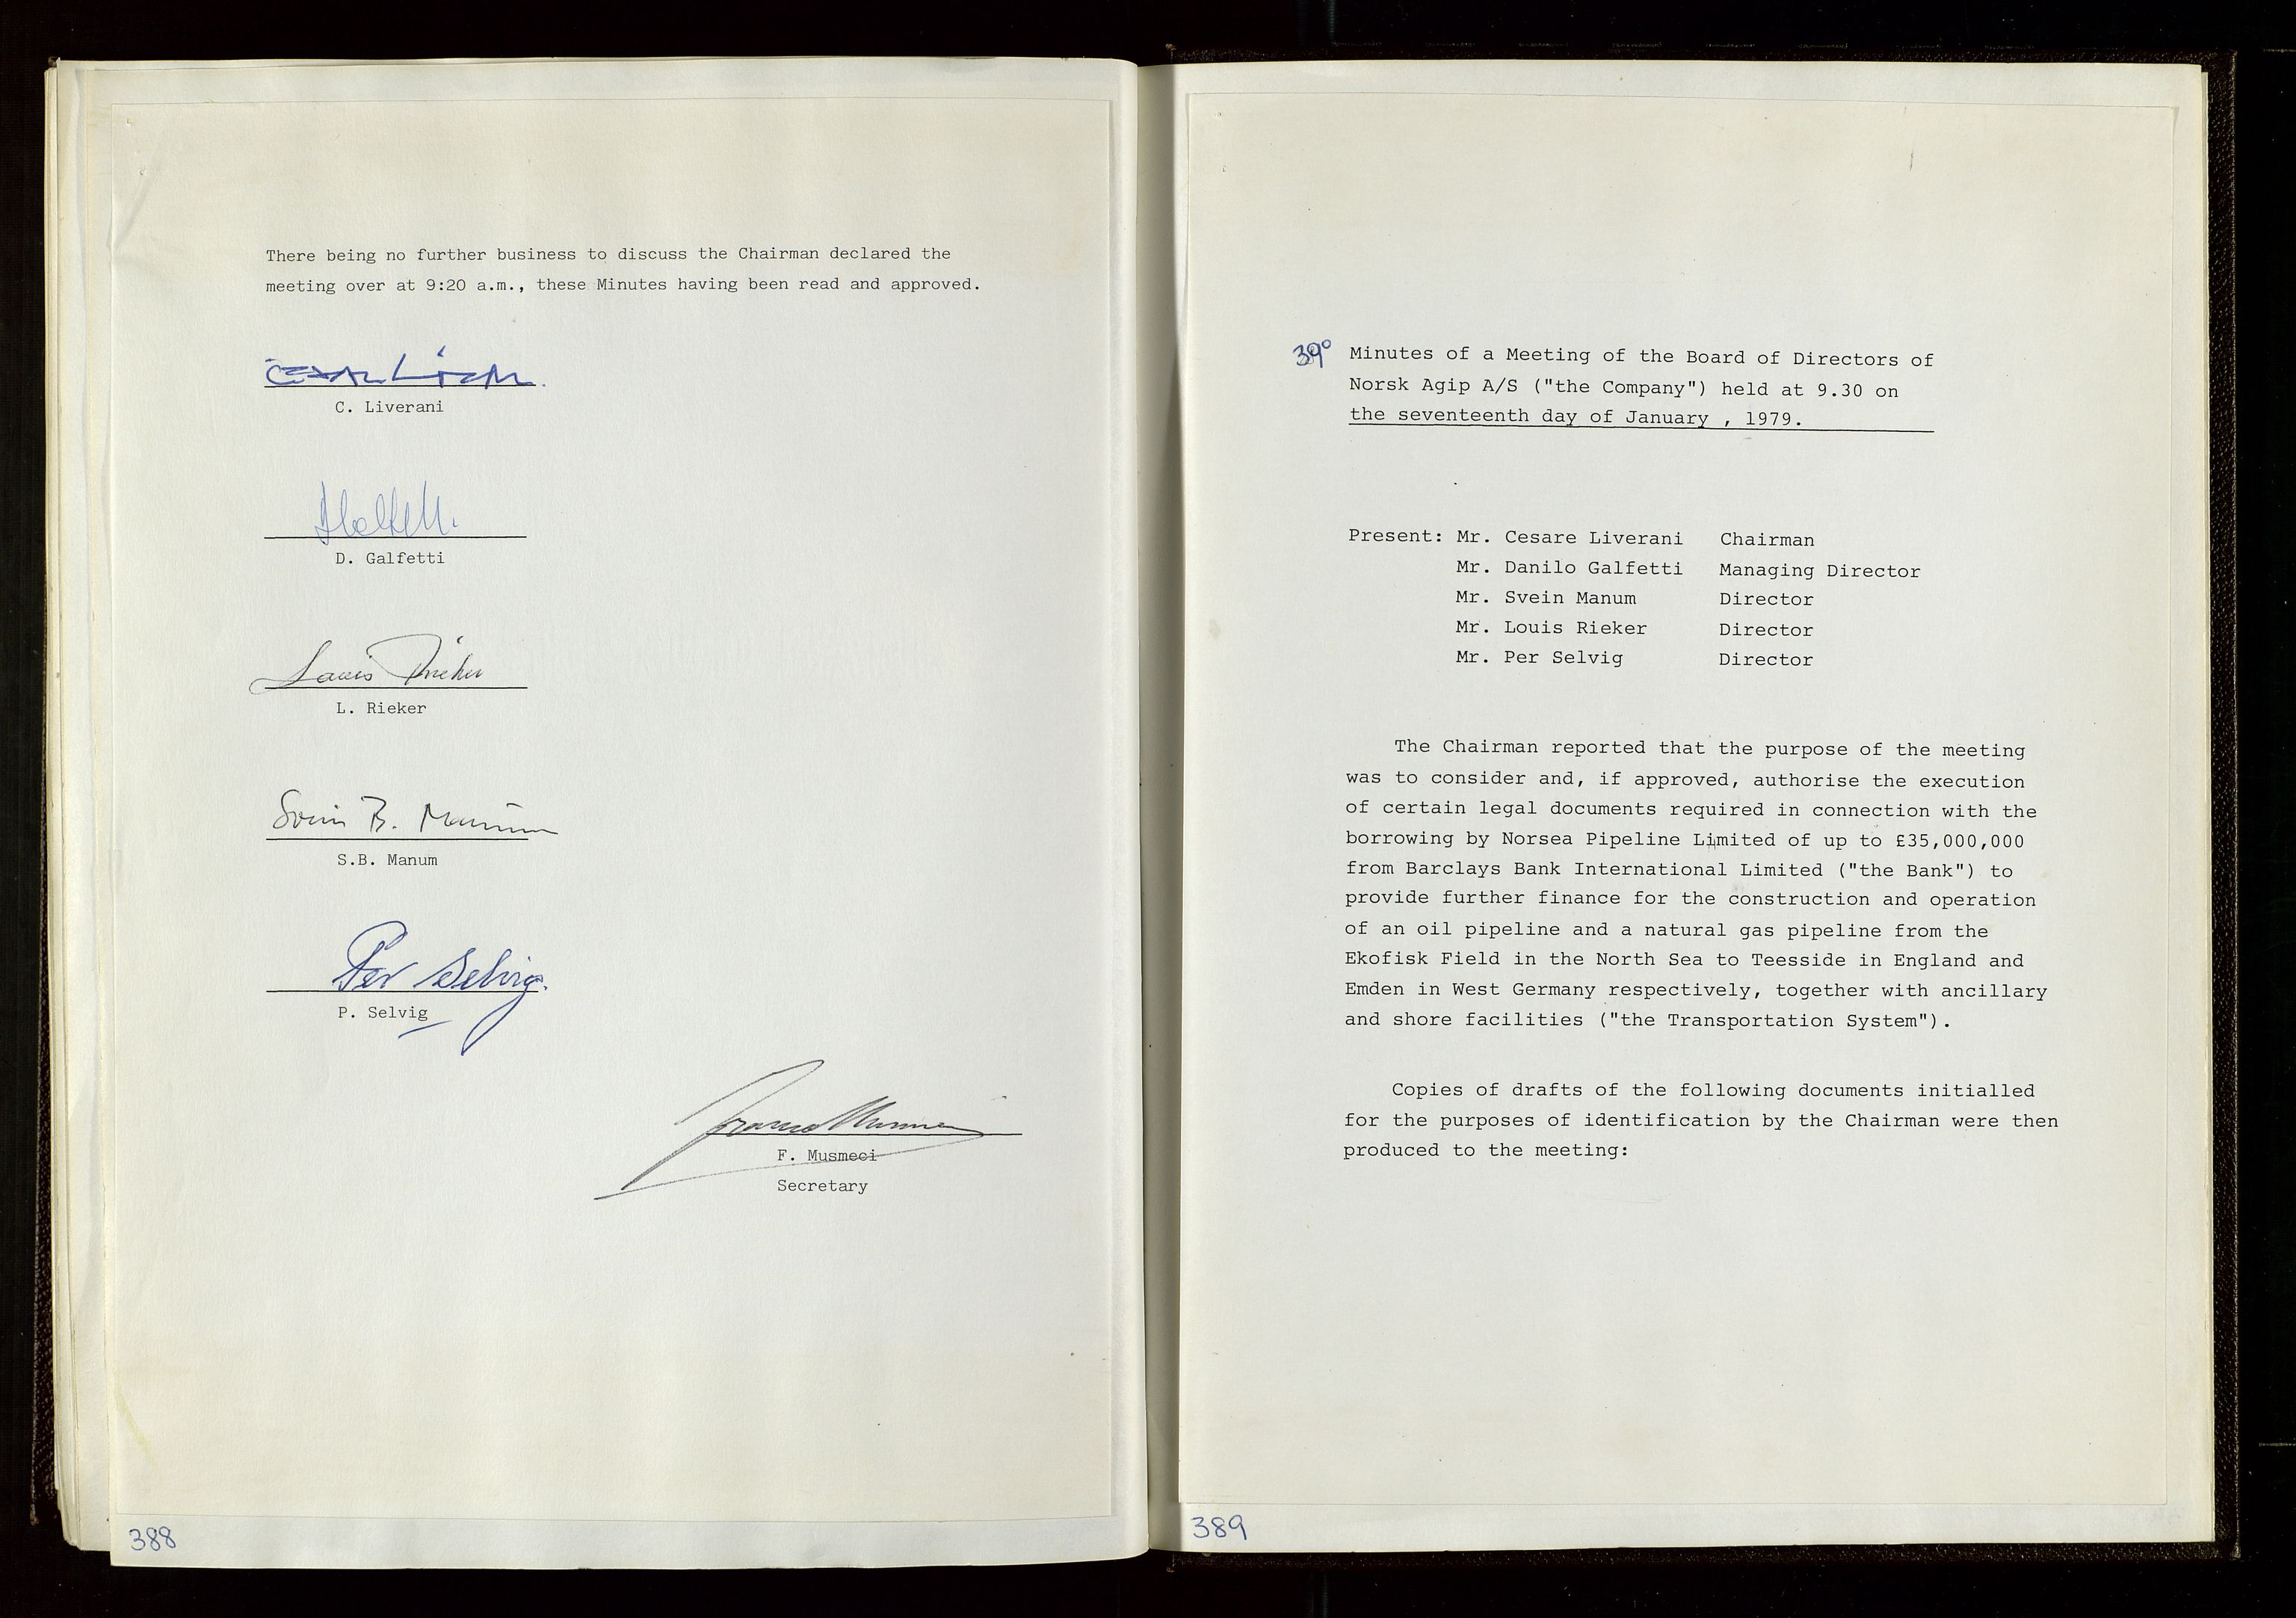 There being no further business to discuss the Chairman declared the
meeting over at 9:20 a.m., these Minutes having been read and approved.
C. Liverani
D. Galfetti
Louis Rieker
L. Rieker
Svein B. Manum
S.B. Manum
Per Selvig.
P. Selvig
F. Musmeci
Secretary
388
39° Minutes of a Meeting of the Board of Directors of
Norsk Agip A/S ("the Company") held at 9.30 on
the seventeenth day of January , 1979.
Present: Mr. Cesare Liverani Chairman
Mr. Danilo Galfetti Managing Director
Mr. Svein Manum Director
Mr. Louis Rieker Director
Mr. Per Selvig Director
The Chairman reported that the purpose of the meeting
was to consider and, if approved, authorise the execution
of certain legal documents required in connection with the
borrowing by Norsea Pipeline Limited of up to £35,000,000
from Barclays Bank International Limited ("the Bank") to
provide further finance for the construction and operation
of an oil pipeline and a natural gas pipeline from the
Ekofisk Field in the North Sea to Teesside in England and
Emden in West Germany respectively, together with ancillary
and shore facilities ("the Transportation System").
Copies of drafts of the following documents initialled
for the purposes of identification by the Chairman were then
produced to the meeting:
389